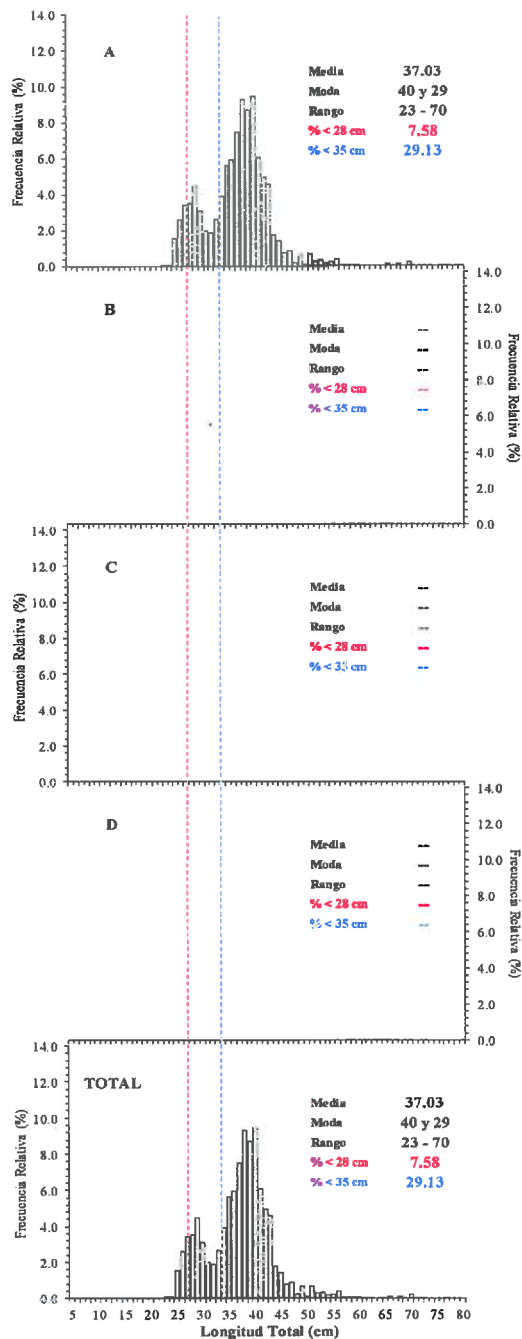 14.0
12.0
10.0
8.0
6.0
4.0
2.0
0.0
Frecuencia Relativa (%)
A
Media 37.03
Moda 40 y 29
Rango 23 - 70
% < 28 cm 7.58
% < 35 cm 29.13
14.0
12.0
10.0
8.0
6.0
4.0
2.0
0.0
Frecuencia Relativa (%)
B
Media --
Moda --
Rango --
% < 28 cm --
% < 35 cm --
14.0
12.0
10.0
8.0
6.0
4.0
2.0
0.0
Frecuencia Relativa (%)
C
Media --
Moda --
Rango --
% < 28 cm --
% < 35 cm --
14.0
12.0
10.0
8.0
6.0
4.0
2.0
0.0
Frecuencia Relativa (%)
D
Media --
Moda --
Rango --
% < 28 cm --
% < 35 cm --
14.0
12.0
10.0
8.0
6.0
4.0
2.0
0.0
Frecuencia Relativa (%)
TOTAL
Media 37.03
Moda 40 y 29
Rango 23 - 70
% < 28 cm 7.58
% < 35 cm 29.13
5 10 15 20 25 30 35 40 45 50 55 60 65 70 75 80
Longitud Total (cm)